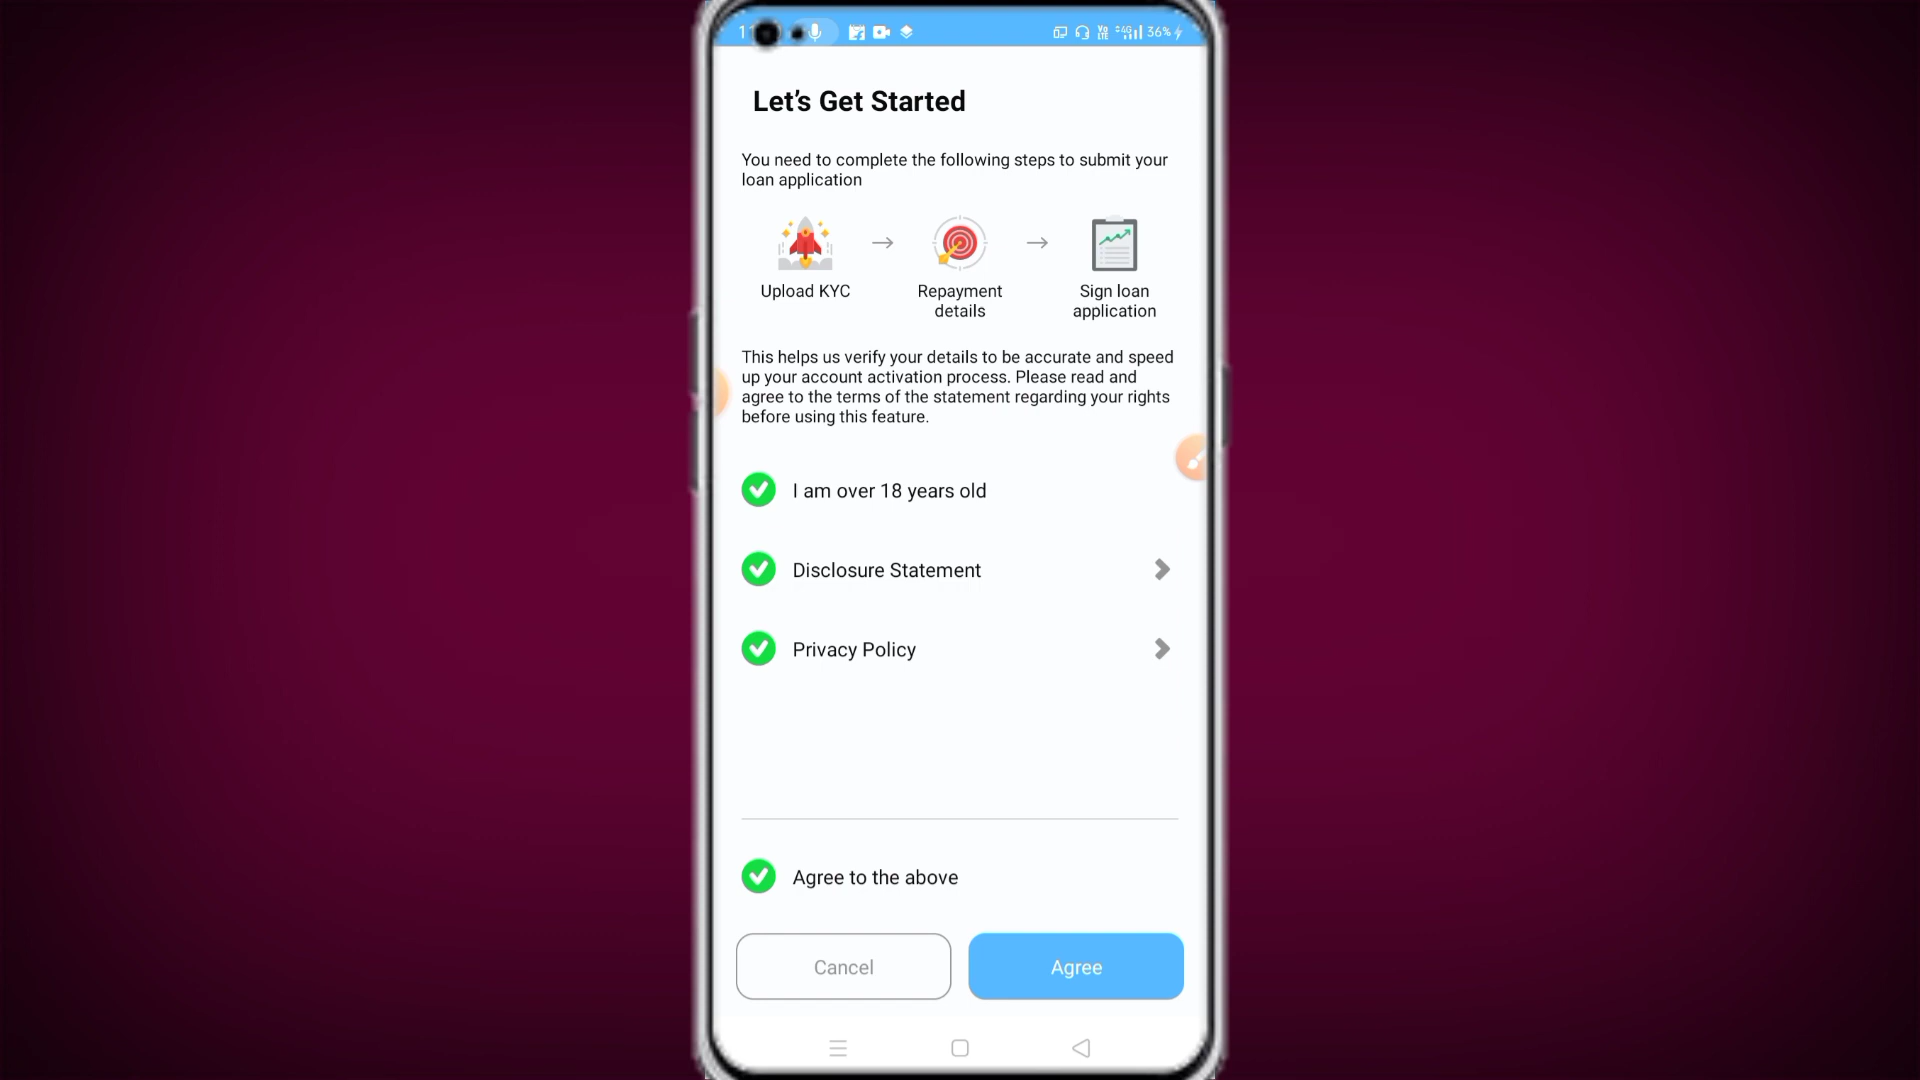 36%
Let's Get Started
You need to complete the following steps to submit your
loan application
Upload KYC
Repayment
details
Sign loan
application
This helps us verify your details to be accurate and speed
up your account activation process. Please read and
agree to the terms of the statement regarding your rights
before using this feature.
I am over 18 years old
Disclosure Statement
Privacy Policy
Agree to the above
Cancel
Agree